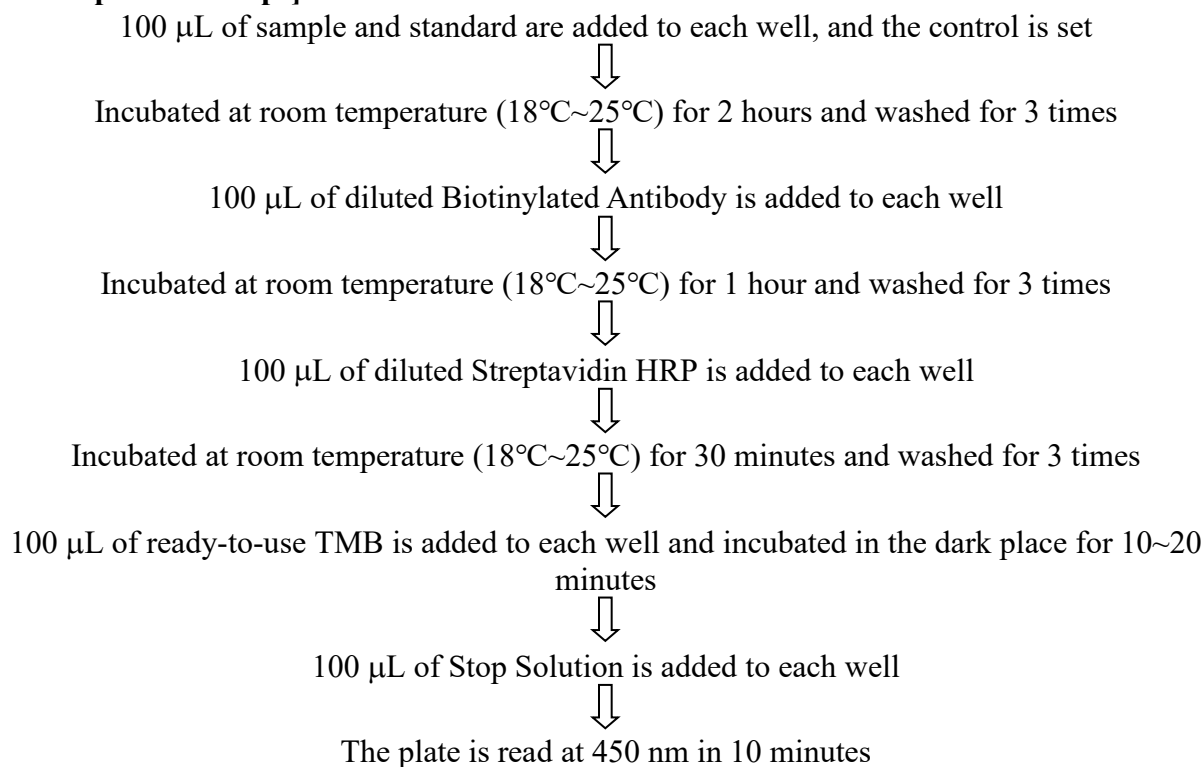 100 μL of sample and standard are added to each well, and the control is set
Incubated at room temperature (18℃~25℃) for 2 hours and washed for 3 times
100 μL of diluted Biotinylated Antibody is added to each well
Incubated at room temperature (18℃~25℃) for 1 hour and washed for 3 times
100 μL of diluted Streptavidin HRP is added to each well
Incubated at room temperature (18℃~25℃) for 30 minutes and washed for 3 times
100 μL of ready-to-use TMB is added to each well and incubated in the dark place for 10~20
minutes
100 μL of Stop Solution is added to each well
The plate is read at 450 nm in 10 minutes